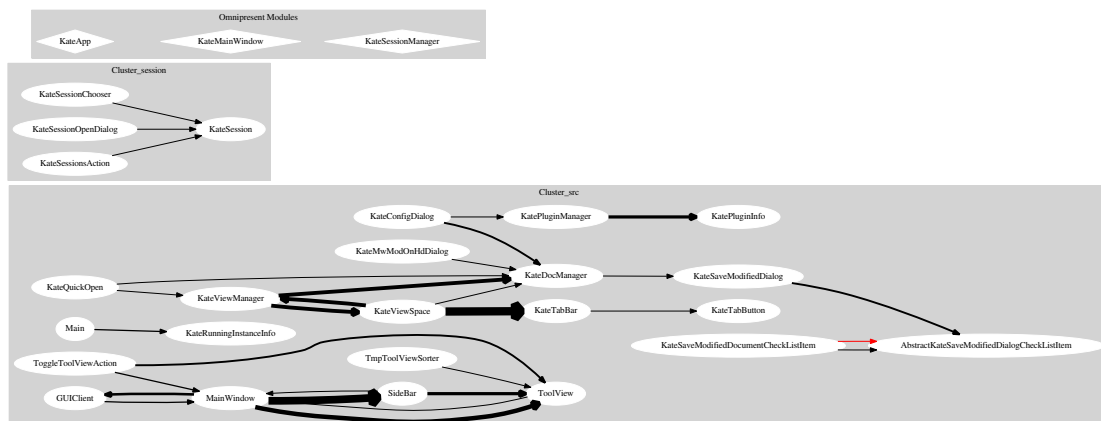 Omnipresent Modules
KateApp
KateMainWindow
KateSessionManager
Cluster_session
KateSessionChooser
KateSessionOpenDialog
KateSession
KateSessionsAction
Cluster_src
KateConfigDialog
KatePluginManager
KatePluginInfo
KateMwModOnHdDialog
KateDocManager
KateSaveModifiedDialog
KateQuickOpen
KateViewManager
KateViewSpace
KateTabBar
KateTabButton
Main
KateRunningInstanceInfo
KateSaveModifiedDocumentCheckListItem
AbstractKateSaveModifiedDialogCheckListItem
ToggleToolViewAction
TmpToolViewSorter
GUIClient
MainWindow
SideBar
ToolView